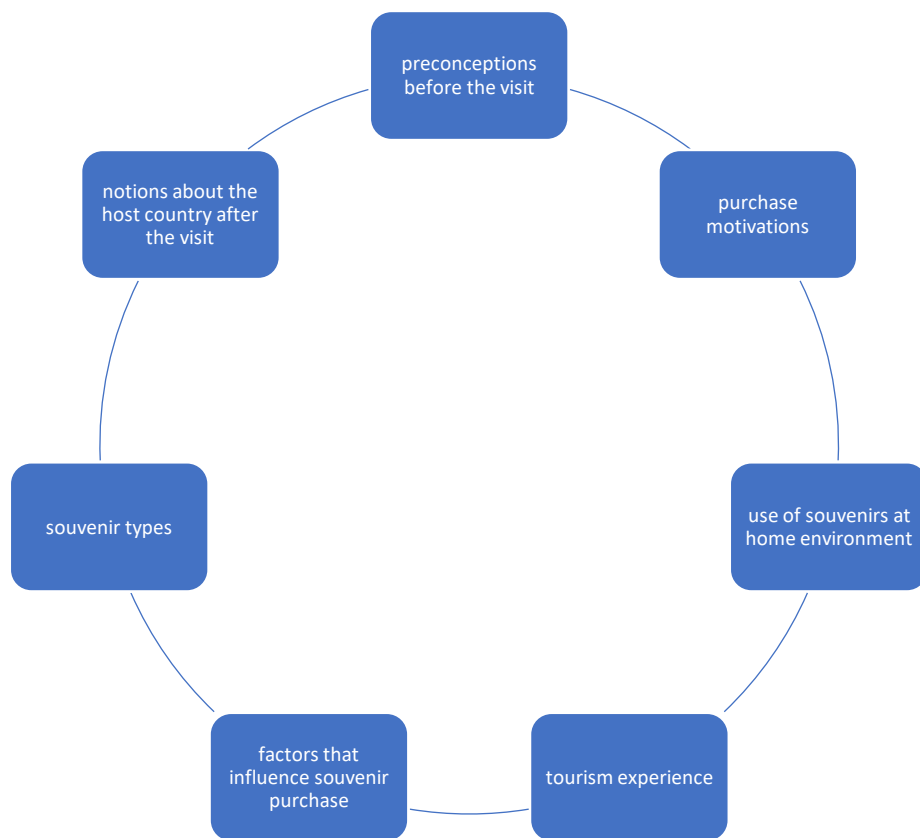 preconceptions
before the visit
purchase
motivations
use of souvenirs at
home environment
tourism experience
factors that
influence souvenir
purchase
souvenir types
notions about the
host country after
the visit